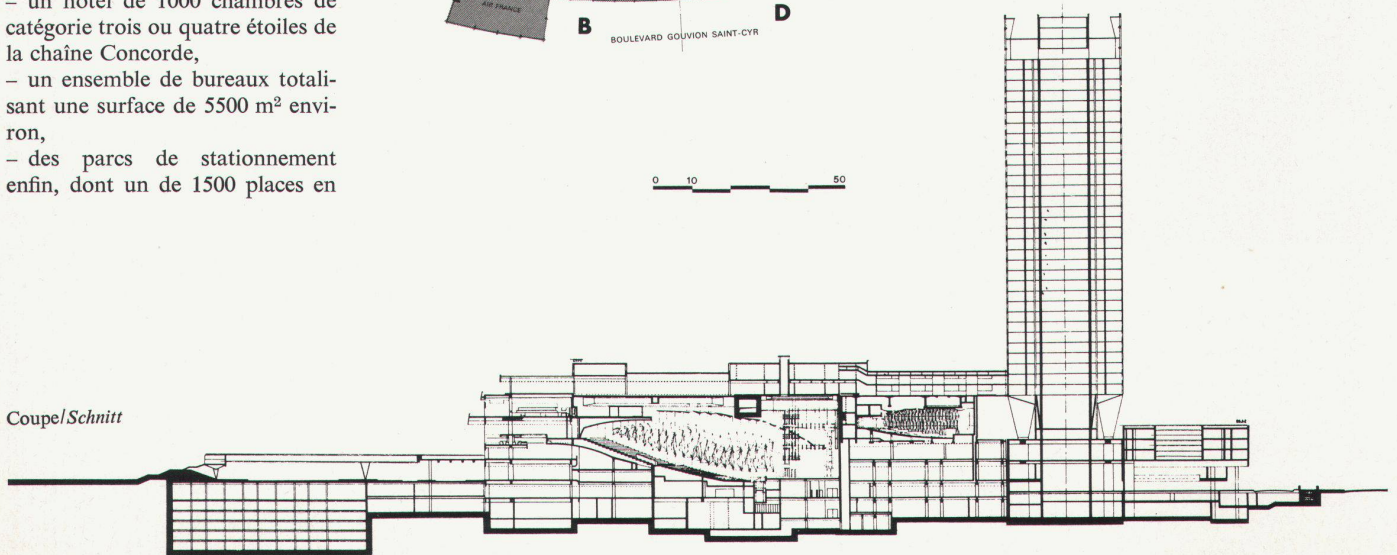 – un hôtel de 1000 chambres de
catégorie trois ou quatre étoiles de
la chaîne Concorde,
– un ensemble de bureaux totali-
sant une surface de 5500 m² envi-
ron,
– des parcs de stationnement
enfin, dont un de 1500 places en
AIR FRANCE
B
D
BOULEVARD GOUVION SAINT-CYR
0 10 50
Coupe/Schnitt